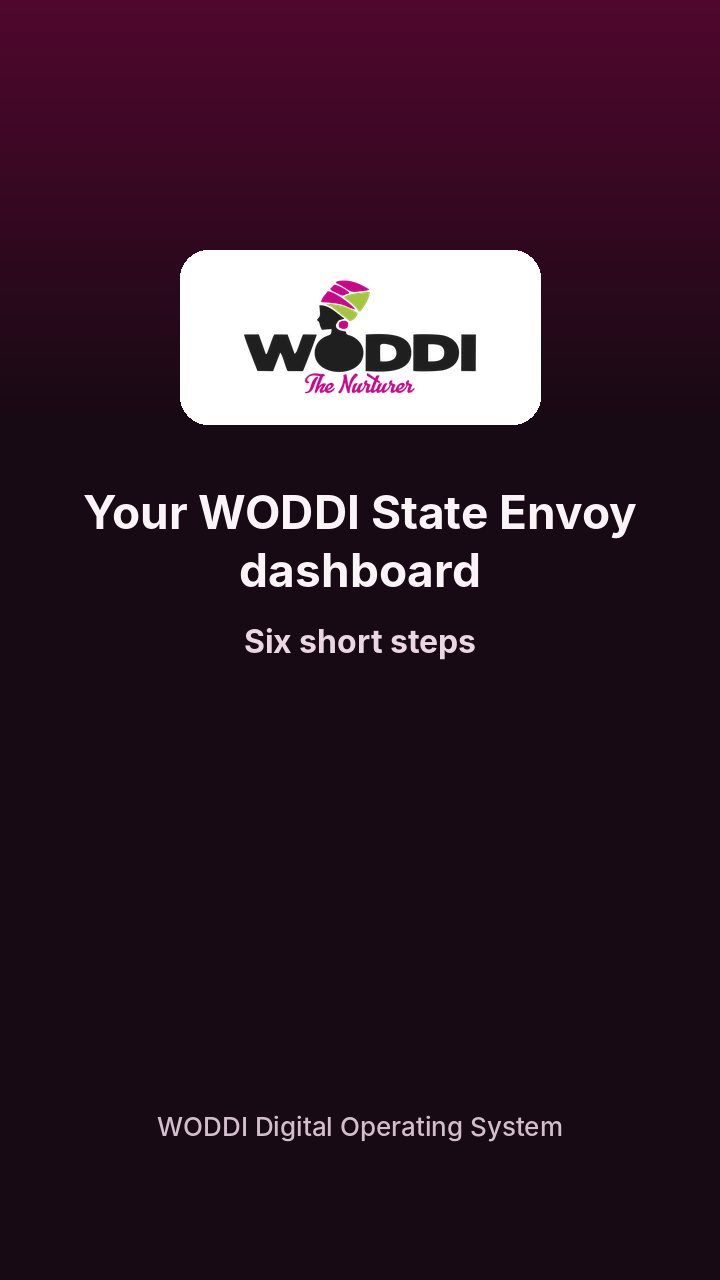 WODDI
The Nurturer
Your WODDI State Envoy
dashboard
Six short steps
WODDI Digital Operating System